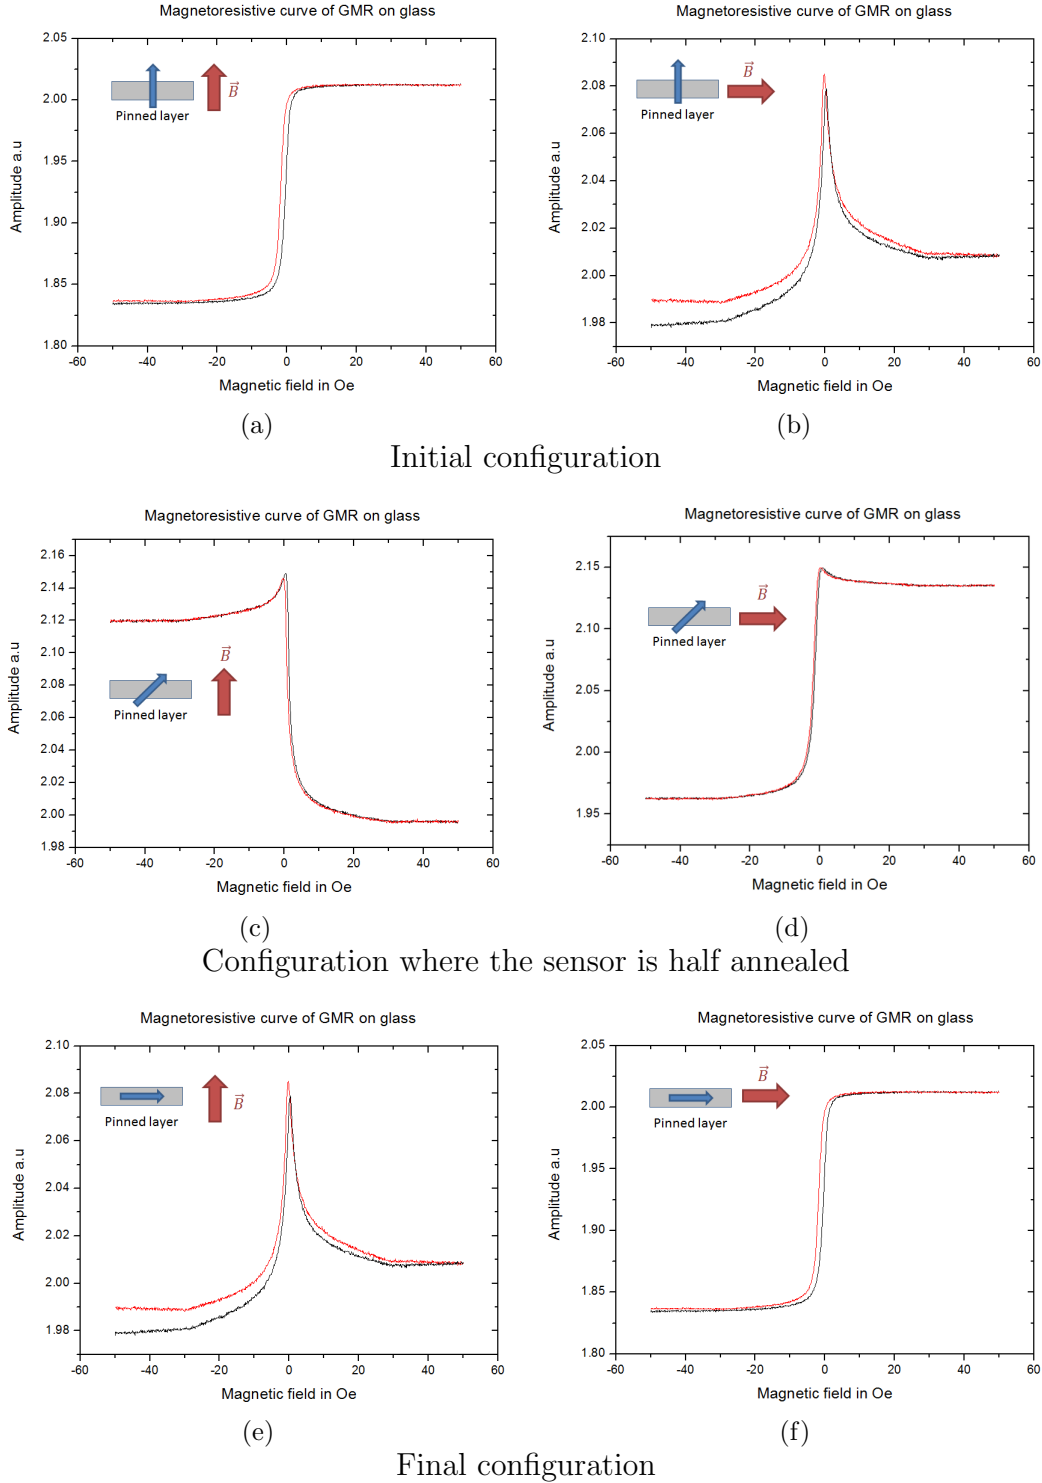 Magnetoresistive curve of GMR on glass
2.05
2.00
1.95
1.90
1.85
1.80
Amplitude a.u
Pinned layer
B⃗
-60 -40 -20 0 20 40 60
Magnetic field in Oe
(a)
Magnetoresistive curve of GMR on glass
2.10
2.08
2.06
2.04
2.02
2.00
1.98
Amplitude a.u
Pinned layer
B⃗
-60 -40 -20 0 20 40 60
Magnetic field in Oe
(b)
Initial configuration
Magnetoresistive curve of GMR on glass
2.16
2.14
2.12
2.10
2.08
2.06
2.04
2.02
2.00
1.98
Amplitude a.u
Pinned layer
B⃗
-60 -40 -20 0 20 40 60
Magnetic field in Oe
(c)
Magnetoresistive curve of GMR on glass
2.15
2.10
2.05
2.00
1.95
Amplitude a.u
Pinned layer
B⃗
-60 -40 -20 0 20 40 60
Magnetic field in Oe
(d)
Configuration where the sensor is half annealed
Magnetoresistive curve of GMR on glass
2.10
2.08
2.06
2.04
2.02
2.00
1.98
Amplitude a.u
Pinned layer
B⃗
-60 -40 -20 0 20 40 60
Magnetic field in Oe
(e)
Magnetoresistive curve of GMR on glass
2.05
2.00
1.95
1.90
1.85
1.80
Amplitude a.u
Pinned layer
B⃗
-60 -40 -20 0 20 40 60
Magnetic field in Oe
(f)
Final configuration